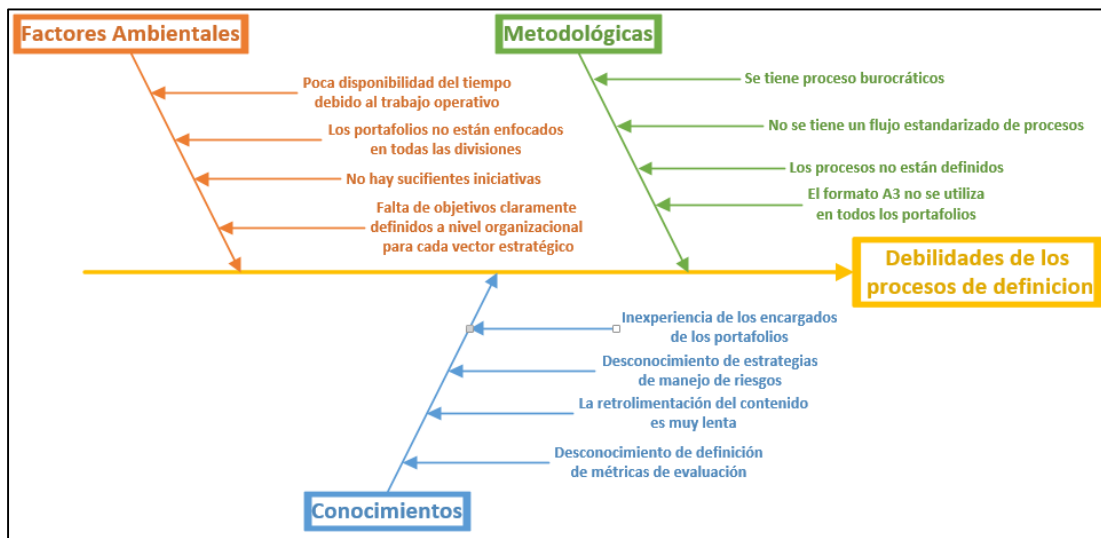 Factores Ambientales
Poca disponibilidad del tiempo
debido al trabajo operativo
Los portafolios no están enfocados
en todas las divisiones
No hay sucifientes iniciativas
Falta de objetivos claramente
definidos a nivel organizacional
para cada vector estratégico
Metodológicas
Se tiene proceso burocráticos
No se tiene un flujo estandarizado de procesos
Los procesos no están definidos
El formato A3 no se utiliza
en todos los portafolios
Debilidades de los
procesos de definicion
Inexperiencia de los encargados
de los portafolios
Desconocimiento de estrategias
de manejo de riesgos
La retrolimentación del contenido
es muy lenta
Desconocimiento de definición
de métricas de evaluación
Conocimientos